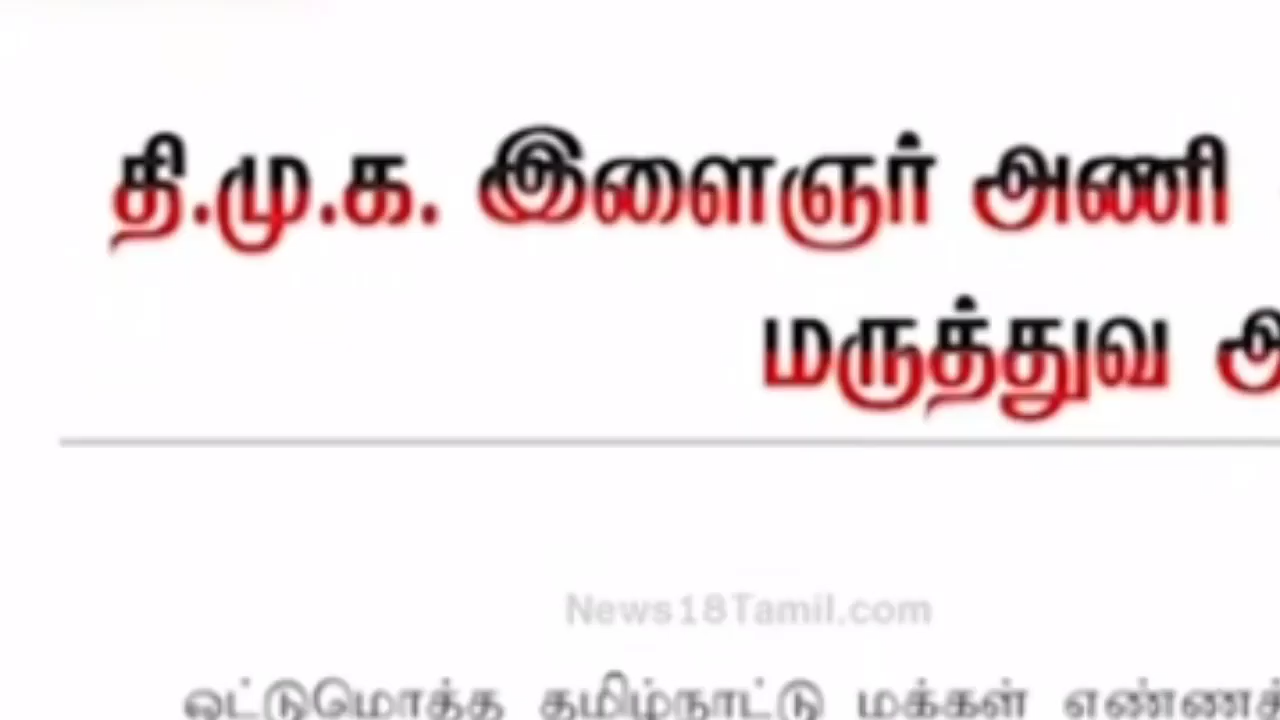 தி.மு.க. இளைஞர் அணி
மருத்துவ
News18Tamil.com
ஒட்டுமொத்த தமிழ்நாட்டு மக்கள்